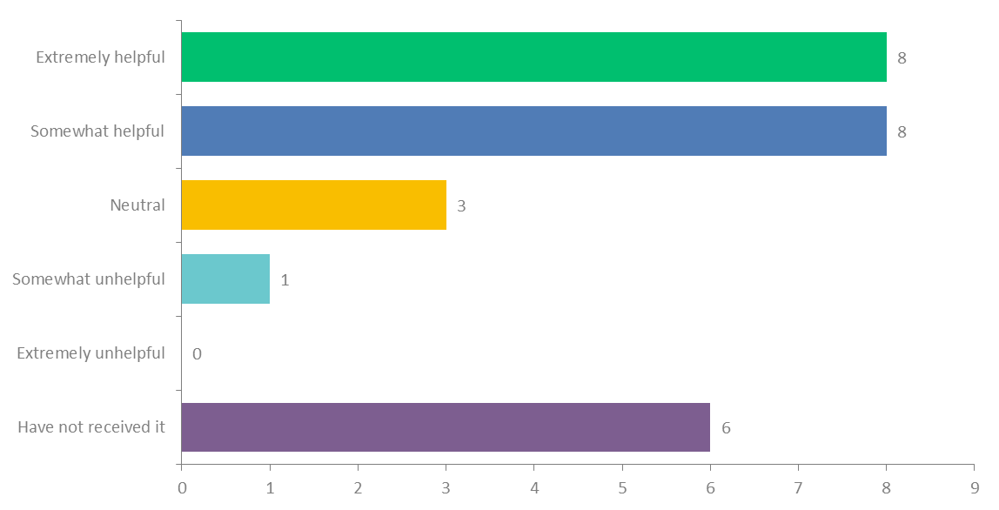 Extremely helpful 8
Somewhat helpful 8
Neutral 3
Somewhat unhelpful 1
Extremely unhelpful 0
Have not received it 6
0 1 2 3 4 5 6 7 8 9